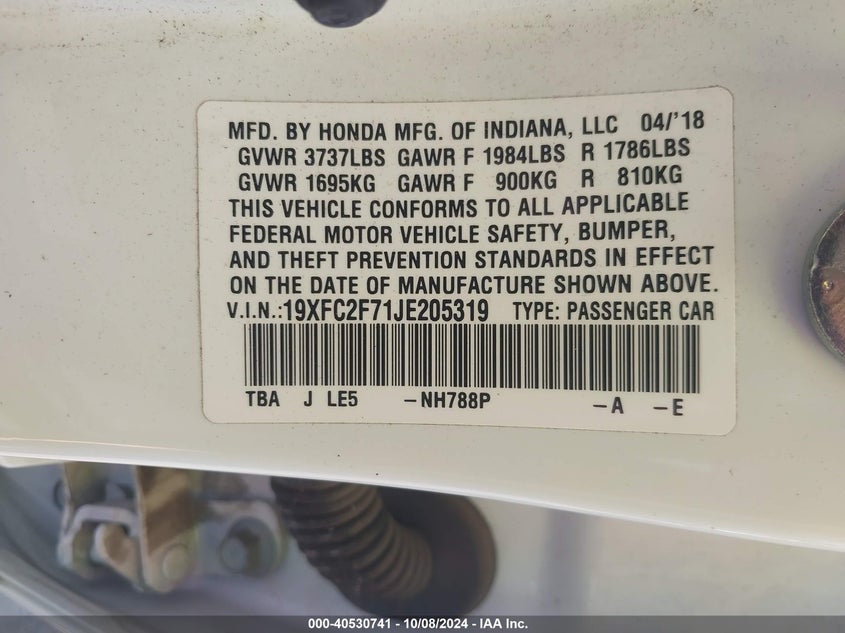 MFD. BY HONDA MFG. OF INDIANA, LLC 04/'18
GVWR 3737LBS GAWR F 1984LBS R 1786LBS
GVWR 1695KG GAWR F 900KG R 810KG
THIS VEHICLE CONFORMS TO ALL APPLICABLE
FEDERAL MOTOR VEHICLE SAFETY, BUMPER,
AND THEFT PREVENTION STANDARDS IN EFFECT
ON THE DATE OF MANUFACTURE SHOWN ABOVE.
V.I.N.:19XFC2F71JE205319 TYPE: PASSENGER CAR
TBA J LE5 -NH788P -A -E
000-40530741 - 10/08/2024 - IAA Inc.